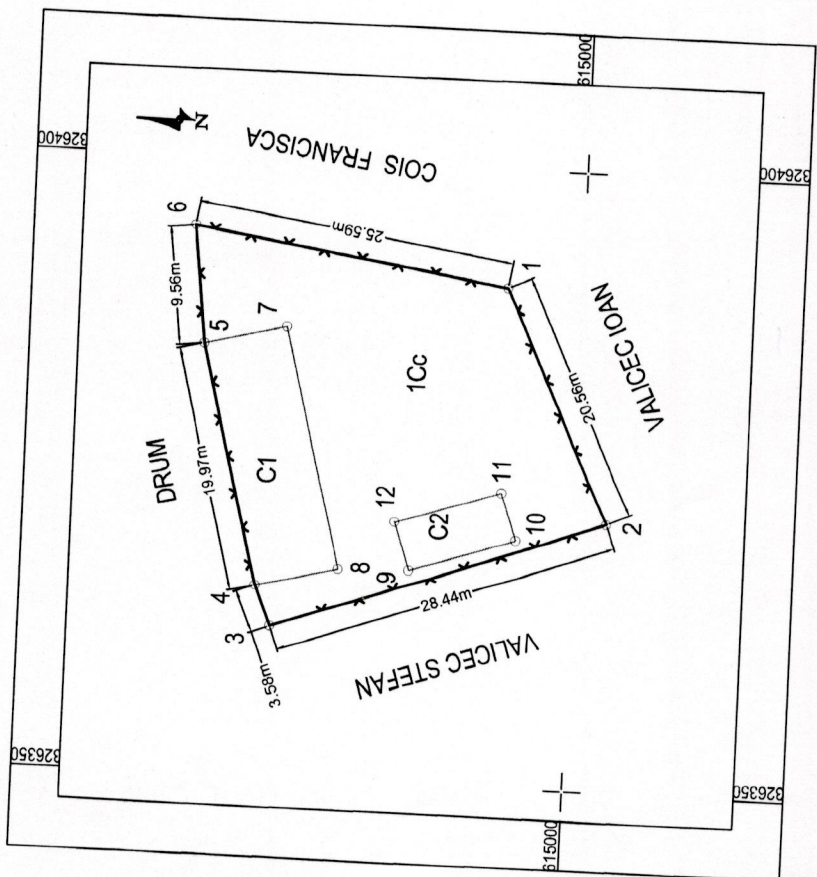 615000
326400
326400
N
COIS FRANCISCA
6
25.59m
9.56m
1
5
7
VALICEC IOAN
1Cc
20.56m
DRUM
19.97m
C1
12
11
C2
10
2
4
8
9
28.44m
3
3.58m
VALICEC STEFAN
326350
326350
615000